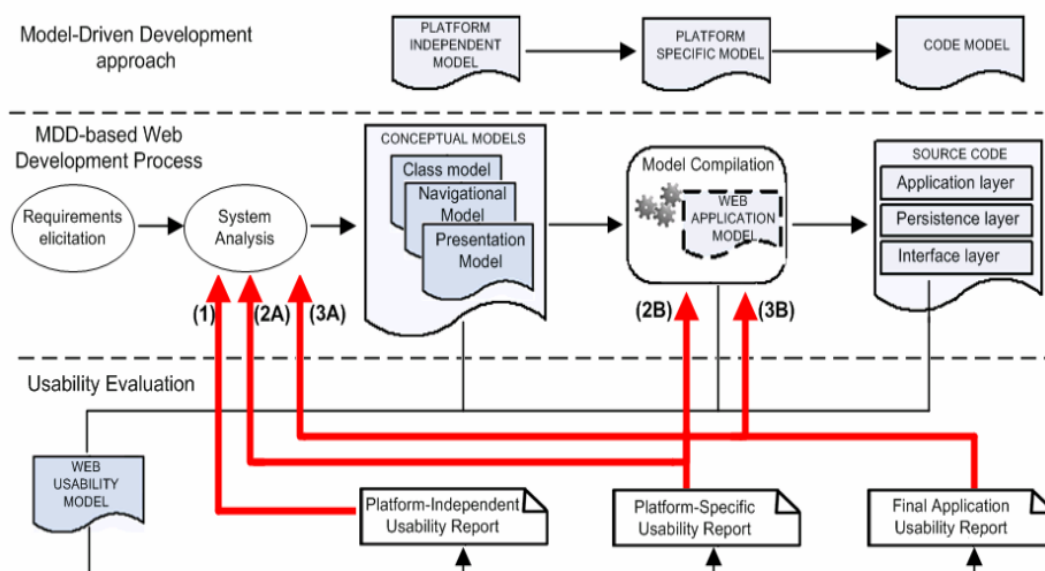 Model-Driven Development
approach
PLATFORM
INDEPENDENT
MODEL
PLATFORM
SPECIFIC MODEL
CODE MODEL
MDD-based Web
Development Process
Requirements
elicitation
System
Analysis
CONCEPTUAL MODELS
Class model
Navigational
Model
Presentation
Model
Model Compilation
WEB
APPLICATION
MODEL
SOURCE CODE
Application layer
Persistence layer
Interface layer
(1)
(2A)
(3A)
(2B)
(3B)
Usability Evaluation
WEB
USABILITY
MODEL
Platform-Independent
Usability Report
Platform-Specific
Usability Report
Final Application
Usability Report